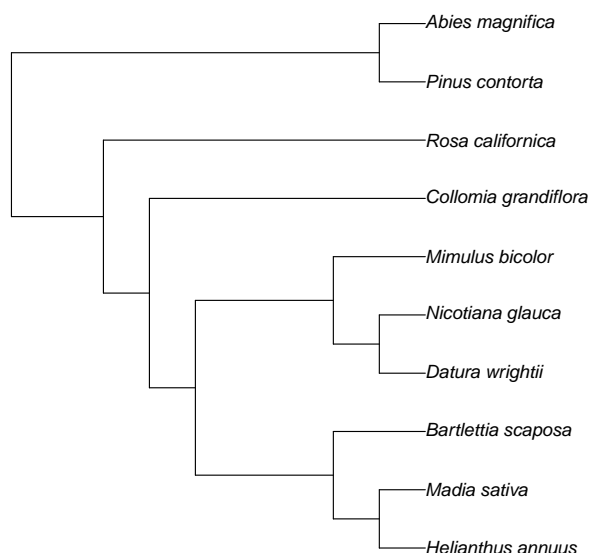 Abies magnifica
Pinus contorta
Rosa californica
Collomia grandiflora
Mimulus bicolor
Nicotiana glauca
Datura wrightii
Bartlettia scaposa
Madia sativa
Helianthus annuus